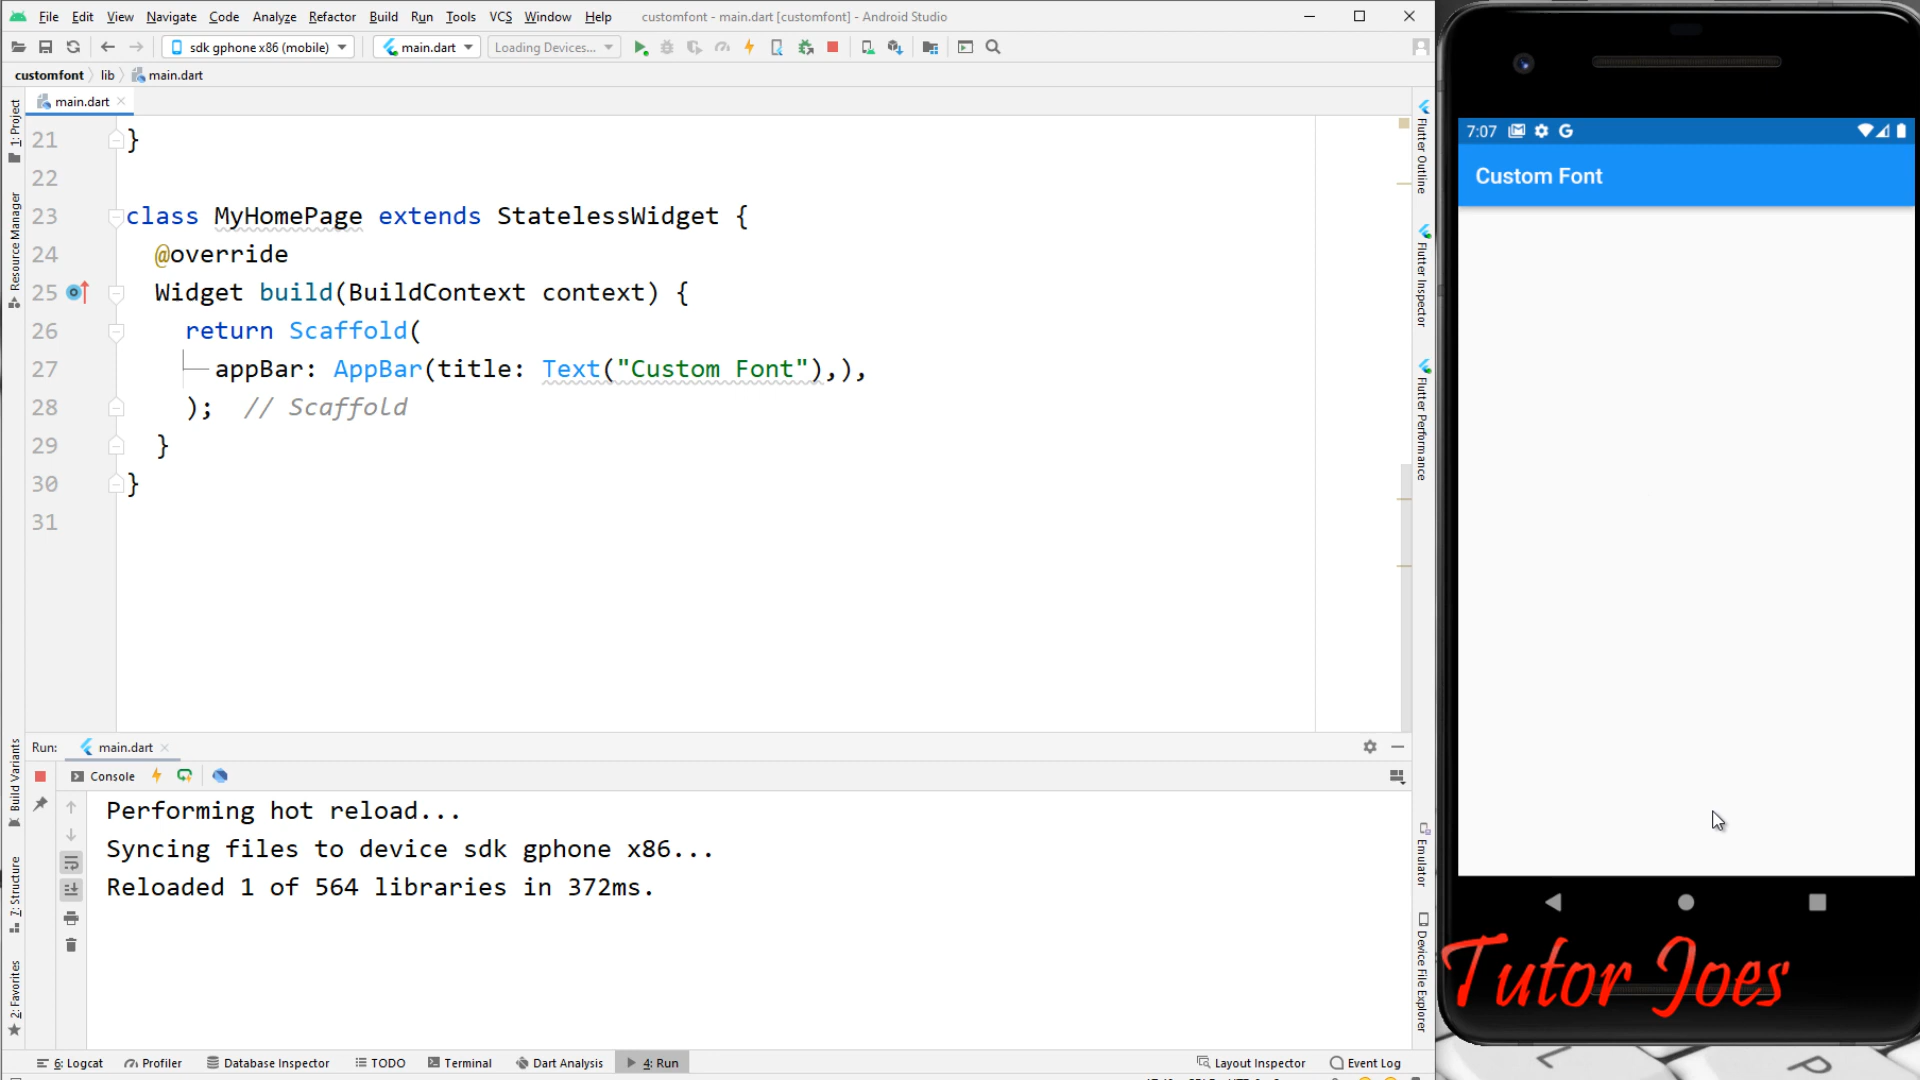 File Edit View Navigate Code Analyze Refactor Build Run Tools VCS Window Help customfont - main.dart [customfont] - Android Studio
sdk gphone x86 (mobile) main.dart Loading Devices...
customfont lib main.dart
main.dart
21 }
22
23 class MyHomePage extends StatelessWidget {
24 @override
25 Widget build(BuildContext context) {
26 return Scaffold(
27 appBar: AppBar(title: Text("Custom Font"),),
28 ); // Scaffold
29 }
30 }
31
1: Project
Resource Manager
Build Variants
7: Structure
2: Favorites
Flutter Outline
Flutter Inspector
Flutter Performance
Emulator
Device File Explorer
Run: main.dart
Console
Performing hot reload...
Syncing files to device sdk gphone x86...
Reloaded 1 of 564 libraries in 372ms.
6: Logcat Profiler Database Inspector TODO Terminal Dart Analysis 4: Run Layout Inspector Event Log
7:07
Custom Font
Tutor Joes